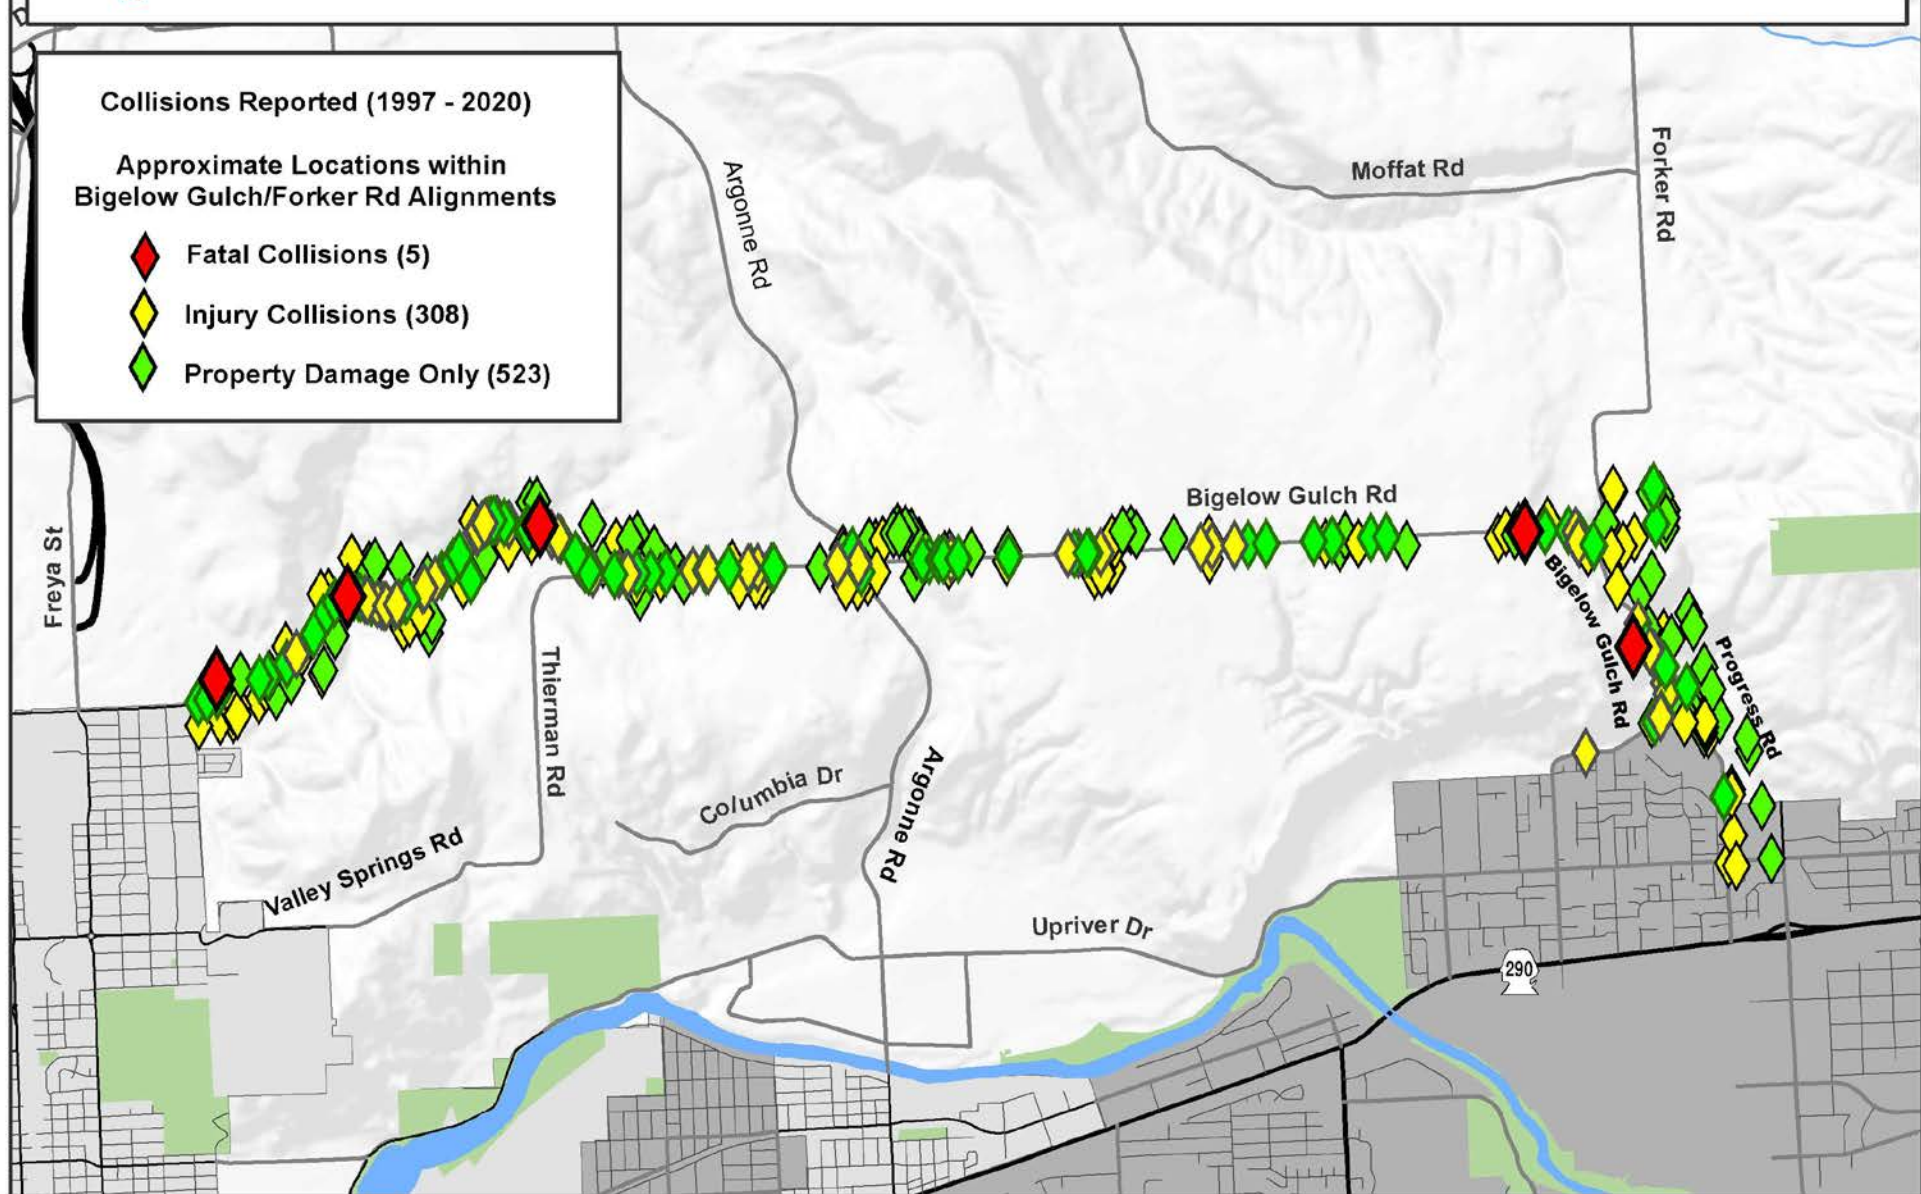 Collisions Reported (1997 - 2020)
Approximate Locations within
Bigelow Gulch/Forker Rd Alignments
Fatal Collisions (5)
Injury Collisions (308)
Property Damage Only (523)
Argonne Rd
Moffat Rd
Forker Rd
Freya St
Bigelow Gulch Rd
Bigelow Gulch Rd
Progress Rd
Thierman Rd
Columbia Dr
Argonne Rd
Valley Springs Rd
Upriver Dr
290